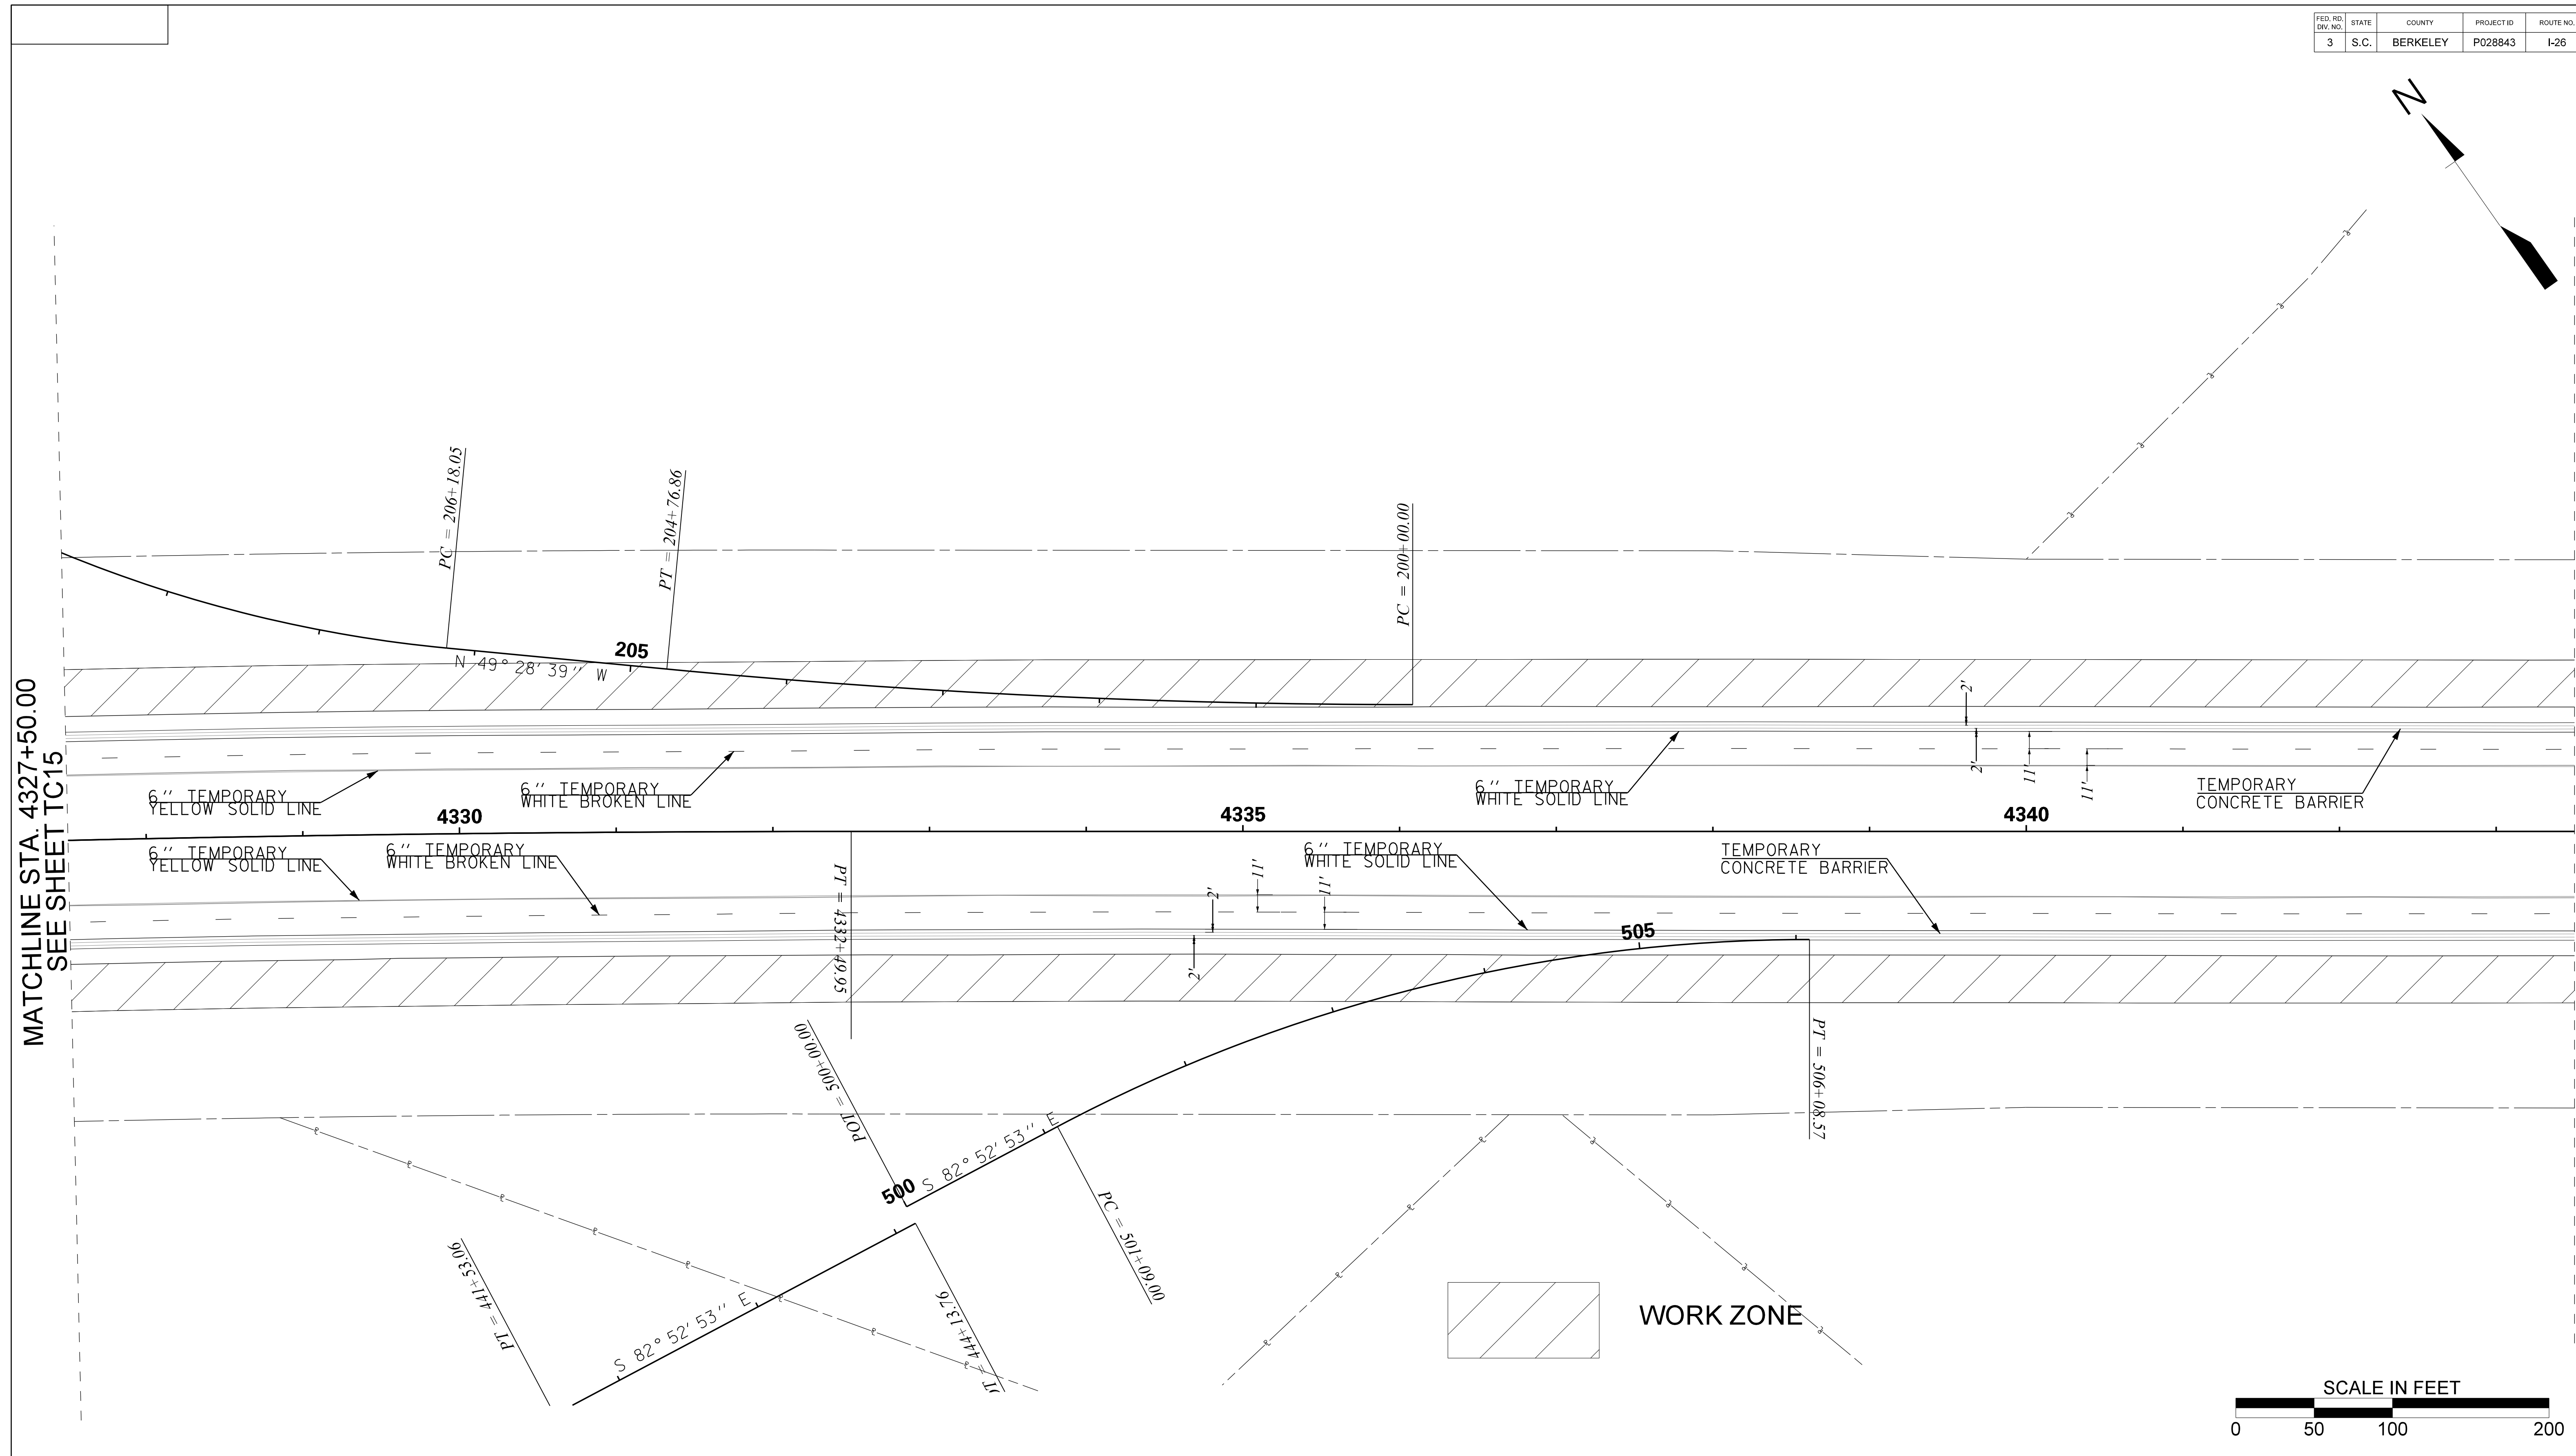 FED. RD. DIV. NO. STATE COUNTY PROJECT ID ROUTE NO.
3 S.C. BERKELEY P028843 I-26
N
PC = 206+18.05
PT = 204+76.86
PC = 200+00.00
205
N 49° 28' 39'' W
MATCHLINE STA. 4327+50.00
SEE SHEET TC15
2'
2'
11'
11'
6'' TEMPORARY
YELLOW SOLID LINE
6'' TEMPORARY
WHITE BROKEN LINE
6'' TEMPORARY
WHITE SOLID LINE
TEMPORARY
CONCRETE BARRIER
4330
4335
4340
6'' TEMPORARY
YELLOW SOLID LINE
6'' TEMPORARY
WHITE BROKEN LINE
6'' TEMPORARY
WHITE SOLID LINE
TEMPORARY
CONCRETE BARRIER
PT = 4332+49.95
2'
2'
11'
11'
505
POT = 500+00.00
PT = 506+08.57
500
S 82° 52' 53'' E
PC = 501+60.00
PT = 441+53.06
S 82° 52' 53'' E
= 444+13.76
WORK ZONE
SCALE IN FEET
0 50 100 200